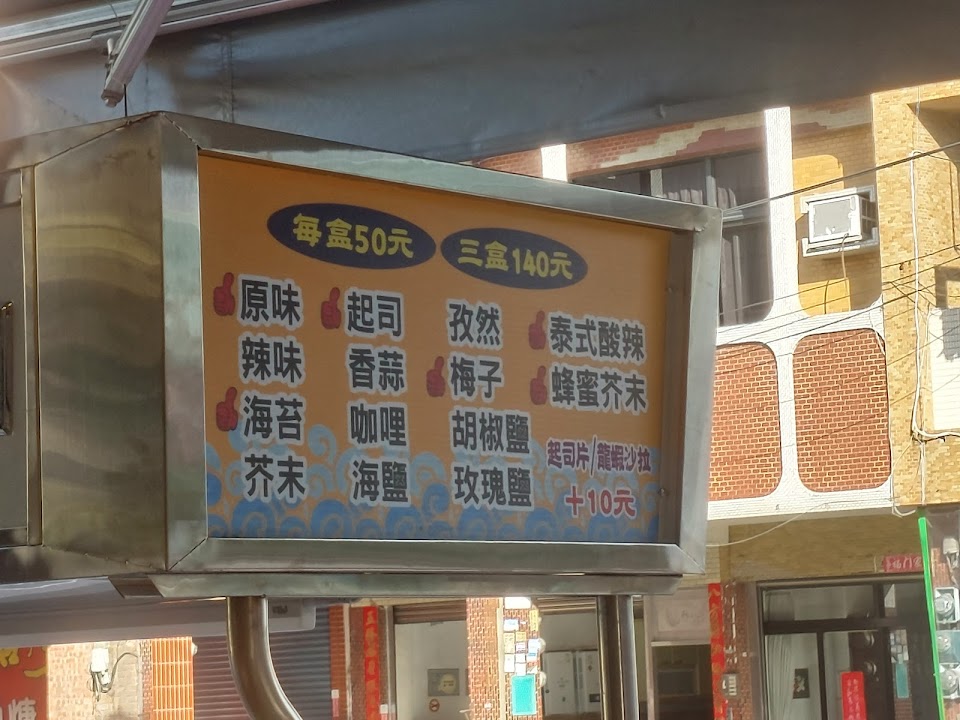 每盒50元 三盒140元
原味 起司 孜然 泰式酸辣
辣味 香蒜 梅子 蜂蜜芥末
海苔 咖哩 胡椒鹽
芥末 海鹽 玫瑰鹽
起司片/龍蝦沙拉
+10元